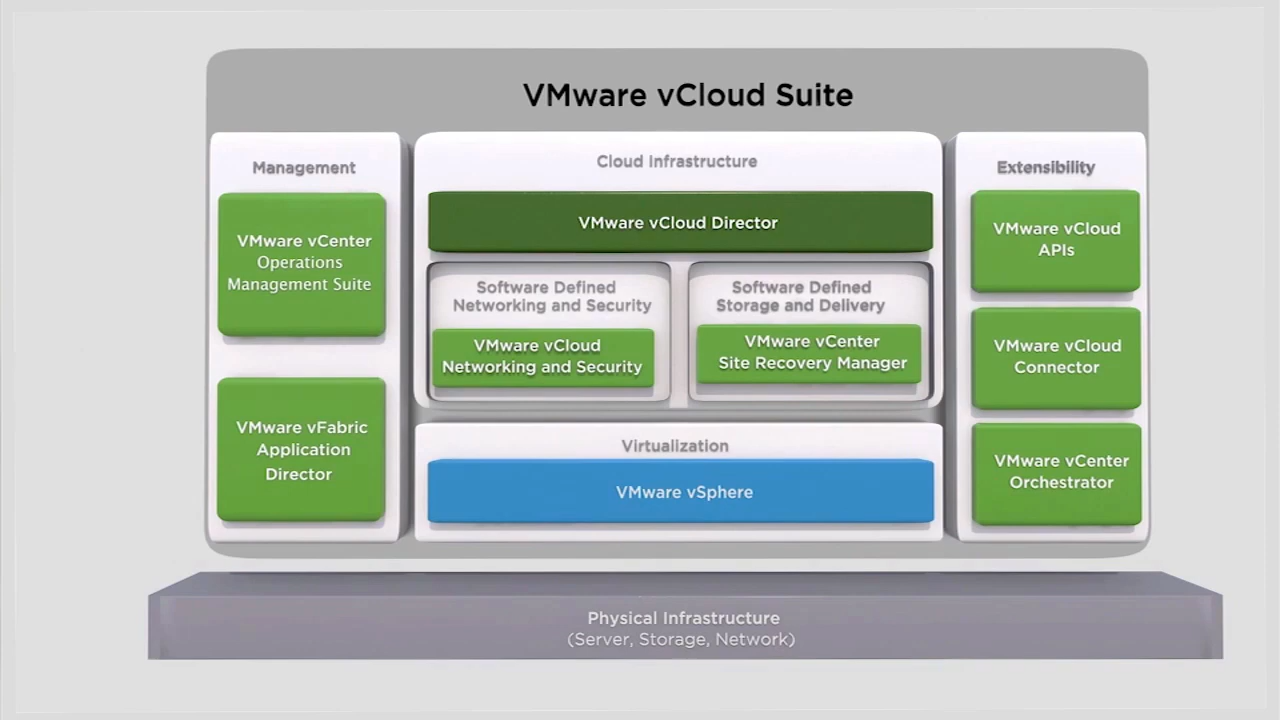 VMware vCloud Suite
Management
VMware vCenter
Operations
Management Suite
VMware vFabric
Application
Director
Cloud Infrastructure
VMware vCloud Director
Software Defined
Networking and Security
VMware vCloud
Networking and Security
Software Defined
Storage and Delivery
VMware vCenter
Site Recovery Manager
Virtualization
VMware vSphere
Extensibility
VMware vCloud
APIs
VMware vCloud
Connector
VMware vCenter
Orchestrator
Physical Infrastructure
(Server, Storage, Network)